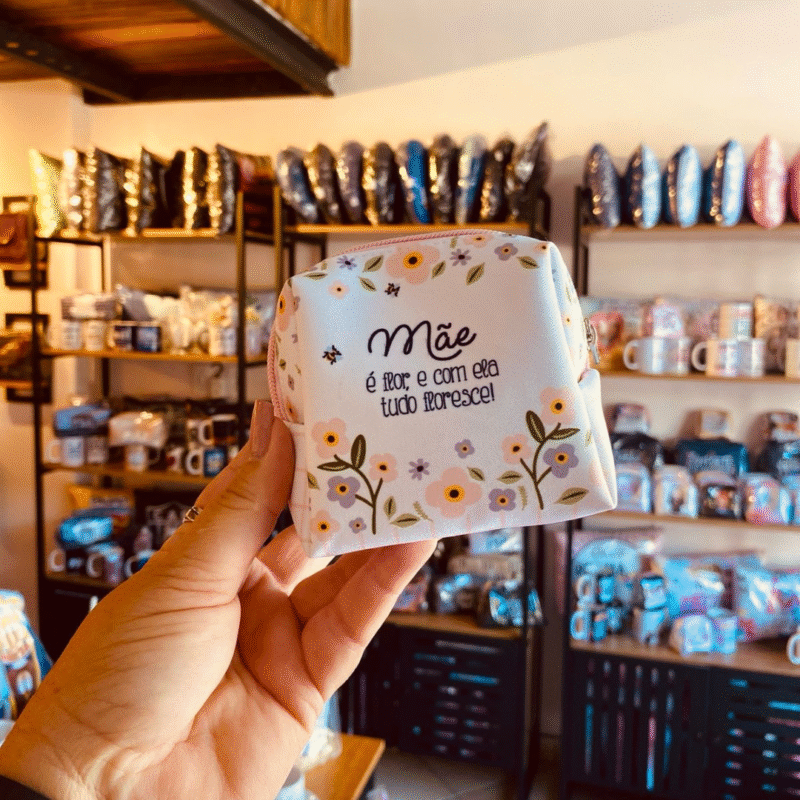 Mãe
é flor, e com ela
tudo floresce!